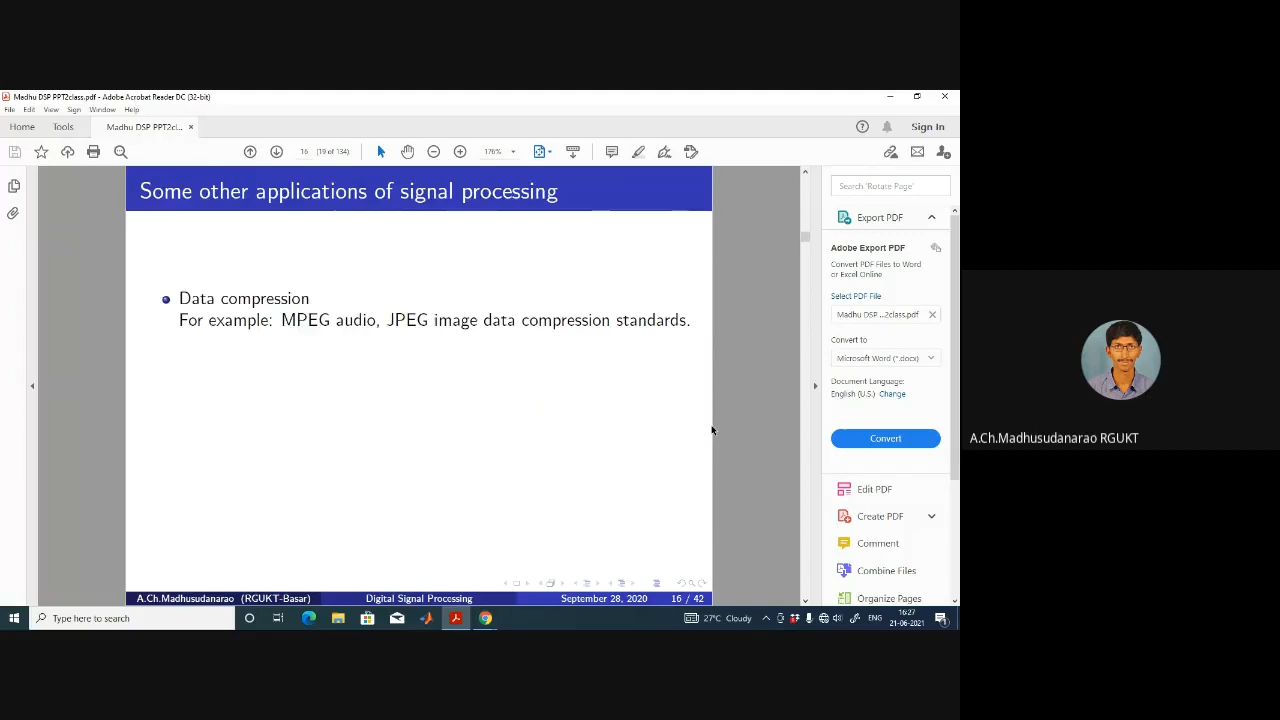 Madhu DSP PPT2class.pdf - Adobe Acrobat Reader DC (32-bit)
File Edit View Sign Window Help
Home Tools Madhu DSP PPT2cl... × Sign In
16 (19 of 134) 176%
Some other applications of signal processing
Data compression
For example: MPEG audio, JPEG image data compression standards.
A.Ch.Madhusudanarao (RGUKT-Basar) Digital Signal Processing September 28, 2020 16 / 42
Search 'Rotate Page'
Export PDF
Adobe Export PDF
Convert PDF Files to Word
or Excel Online
Select PDF File
Madhu DSP ...2class.pdf
Convert to
Microsoft Word (*.docx)
Document Language:
English (U.S.) Change
Convert
Edit PDF
Create PDF
Comment
Combine Files
Organize Pages
A.Ch.Madhusudanarao RGUKT
Type here to search
27°C Cloudy ENG 16:27
21-06-2021